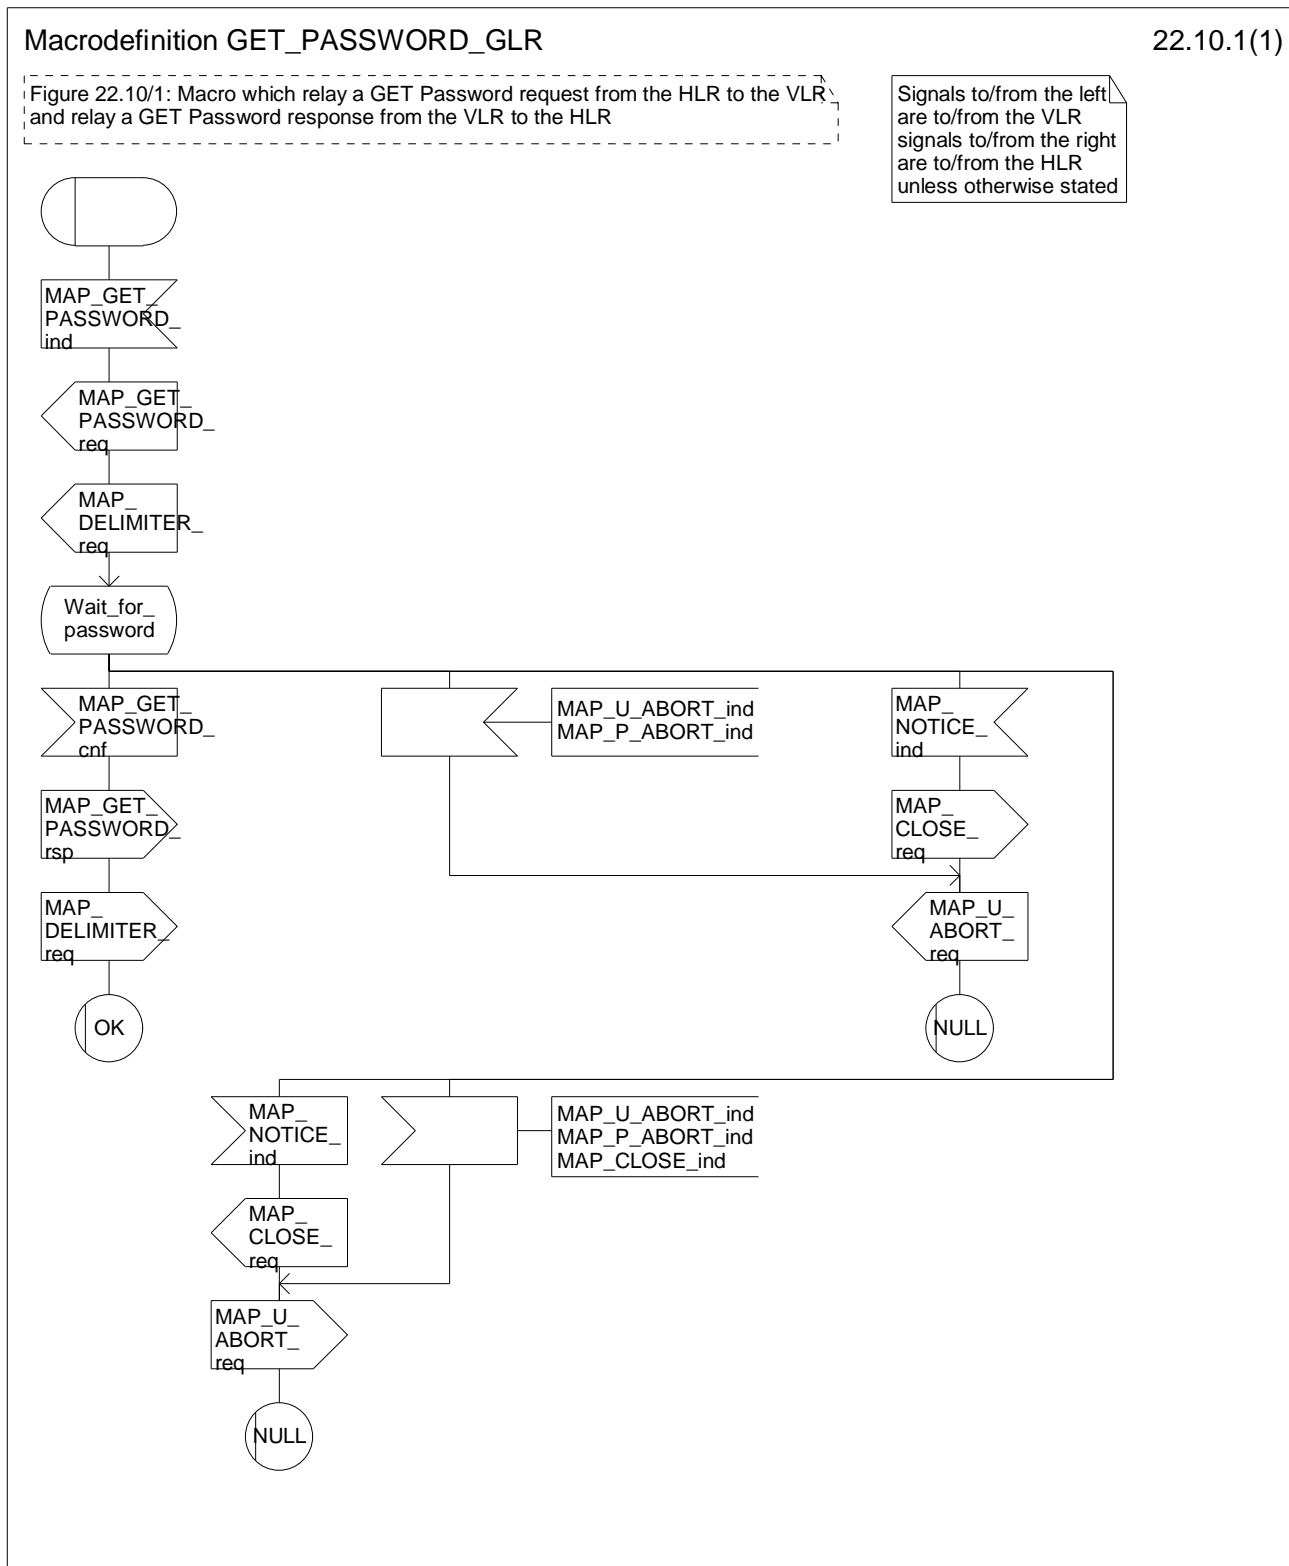 Macrodefinition GET_PASSWORD_GLR
22.10.1(1)
Figure 22.10/1: Macro which relay a GET Password request from the HLR to the VLR
and relay a GET Password response from the VLR to the HLR
Signals to/from the left
are to/from the VLR
signals to/from the right
are to/from the HLR
unless otherwise stated
MAP_GET_
PASSWORD_
ind
MAP_GET_
PASSWORD_
req
MAP_
DELIMITER_
req
Wait_for_
password
MAP_GET_
PASSWORD_
cnf
MAP_U_ABORT_ind
MAP_P_ABORT_ind
MAP_
NOTICE_
ind
MAP_GET_
PASSWORD_
rsp
MAP_
CLOSE_
req
MAP_
DELIMITER_
req
MAP_U_
ABORT_
req
OK
NULL
MAP_
NOTICE_
ind
MAP_U_ABORT_ind
MAP_P_ABORT_ind
MAP_CLOSE_ind
MAP_
CLOSE_
req
MAP_U_
ABORT_
req
NULL